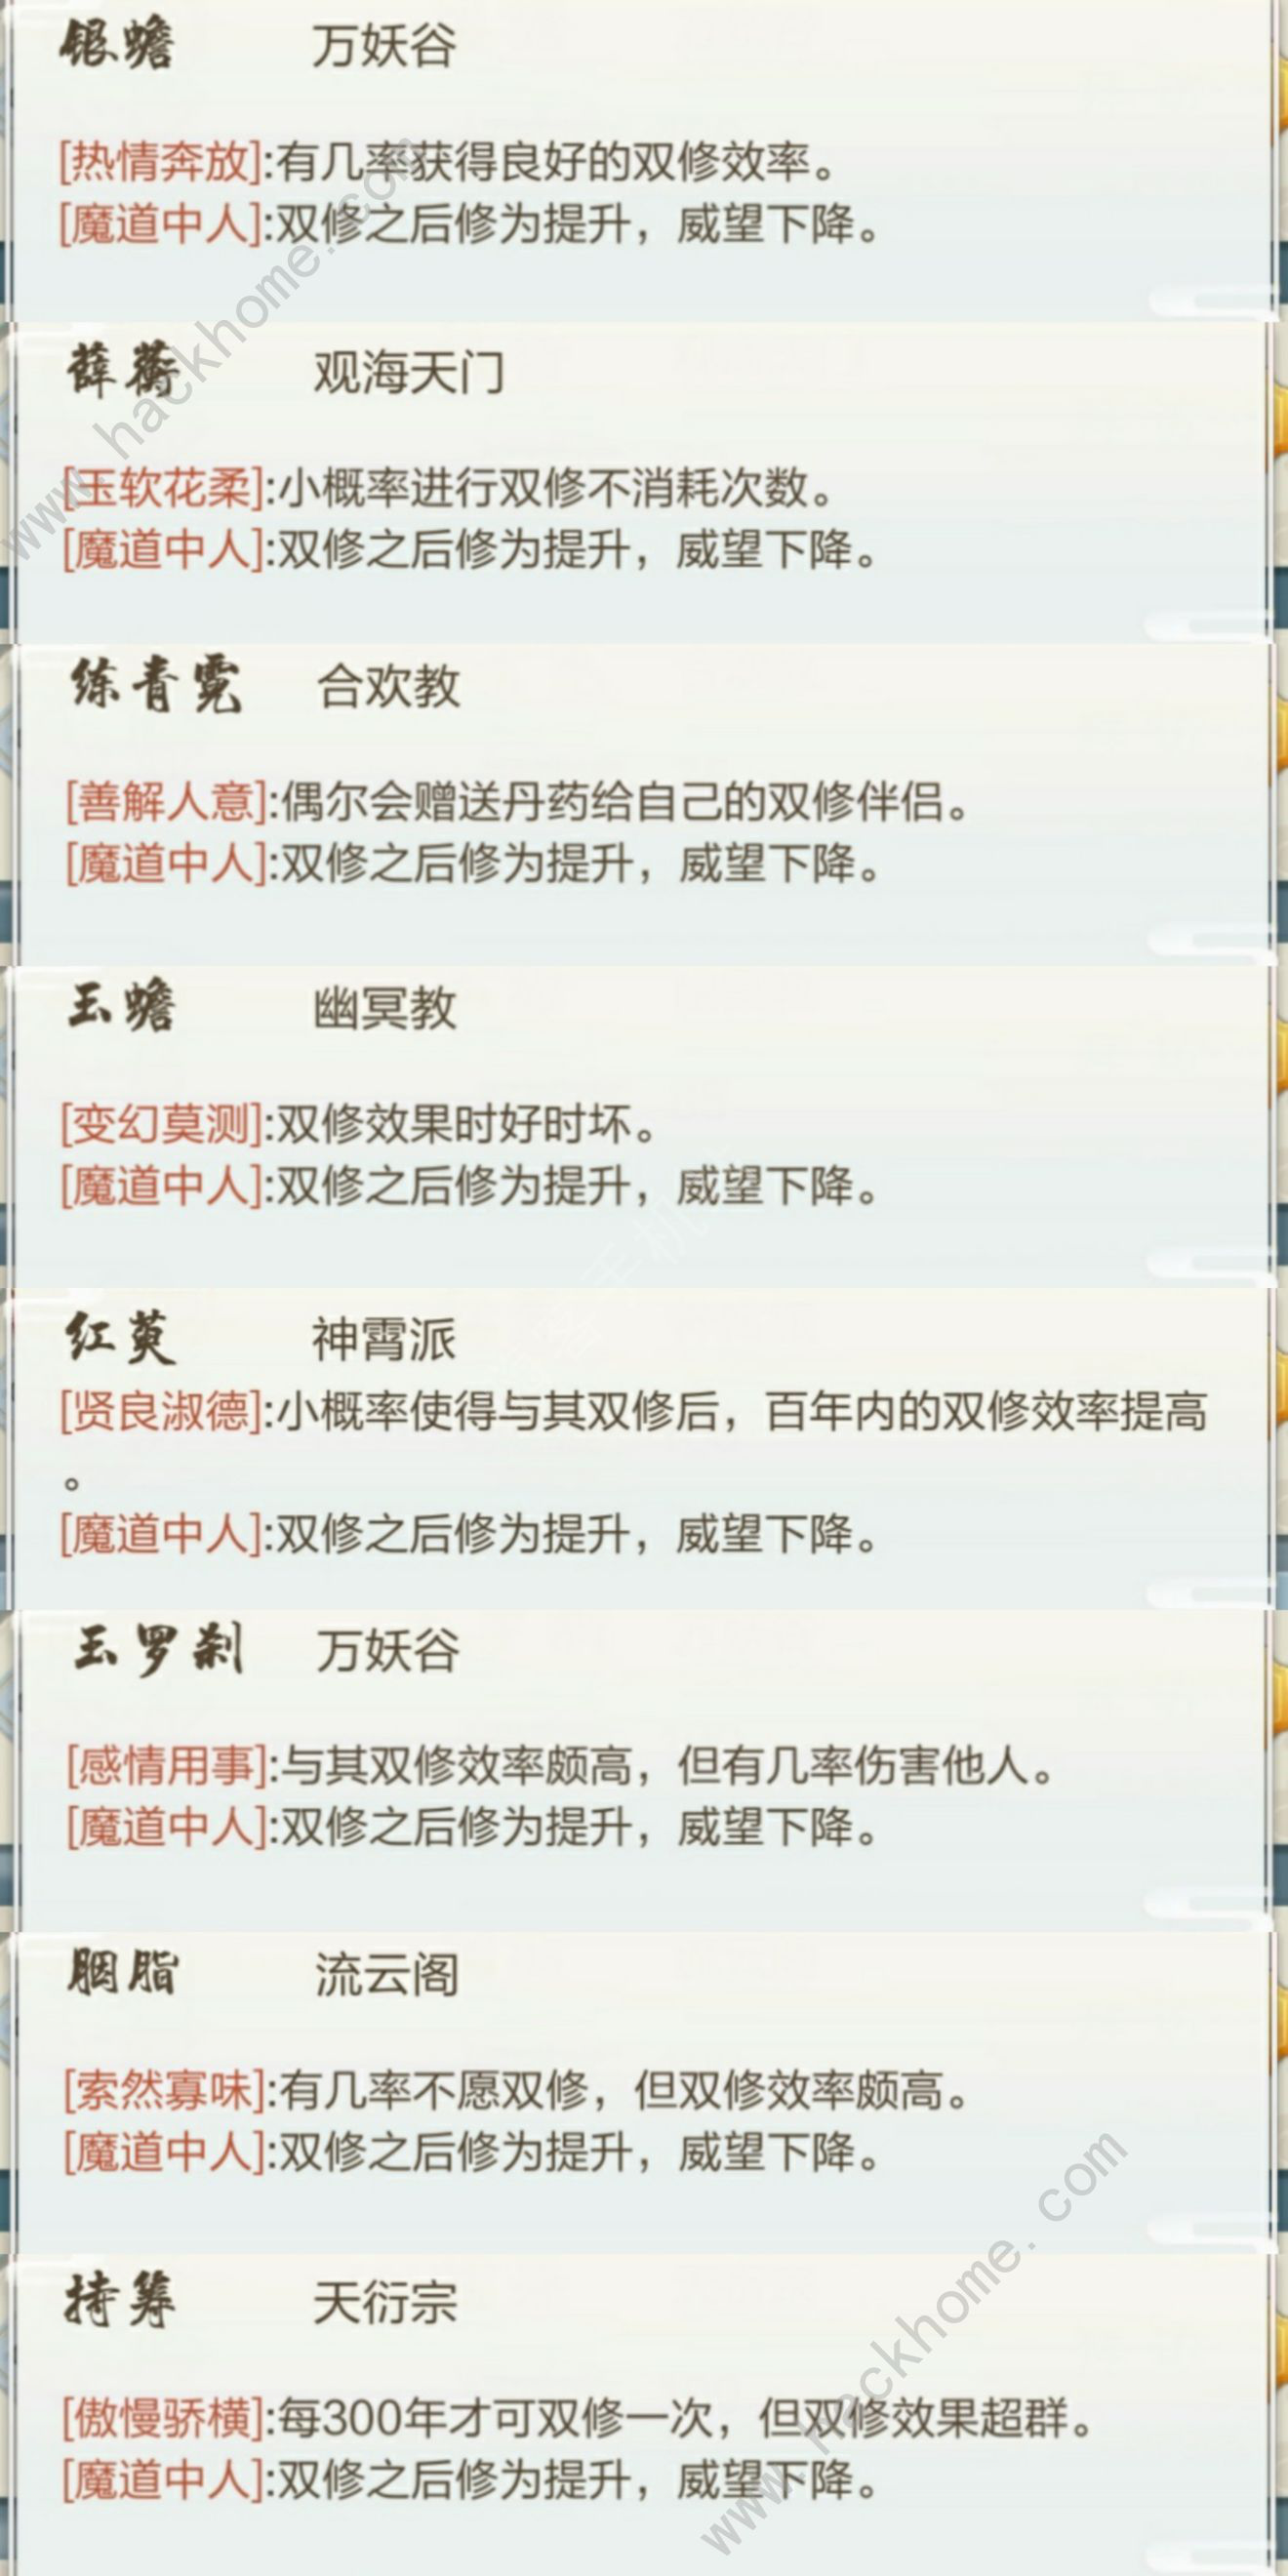 银蟾 万妖谷
[热情奔放]:有几率获得良好的双修效率。
[魔道中人]:双修之后修为提升，威望下降。
薛蘅 观海天门
[玉软花柔]:小概率进行双修不消耗次数。
[魔道中人]:双修之后修为提升，威望下降。
练青霓 合欢教
[善解人意]:偶尔会赠送丹药给自己的双修伴侣。
[魔道中人]:双修之后修为提升，威望下降。
玉蟾 幽冥教
[变幻莫测]:双修效果时好时坏。
[魔道中人]:双修之后修为提升，威望下降。
红萸 神霄派
[贤良淑德]:小概率使得与其双修后，百年内的双修效率提高
。
[魔道中人]:双修之后修为提升，威望下降。
玉罗刹 万妖谷
[感情用事]:与其双修效率颇高，但有几率伤害他人。
[魔道中人]:双修之后修为提升，威望下降。
胭脂 流云阁
[索然寡味]:有几率不愿双修，但双修效率颇高。
[魔道中人]:双修之后修为提升，威望下降。
持筹 天衍宗
[傲慢骄横]:每300年才可双修一次，但双修效果超群。
[魔道中人]:双修之后修为提升，威望下降。
www.hackhome.com
www.hackhome.com